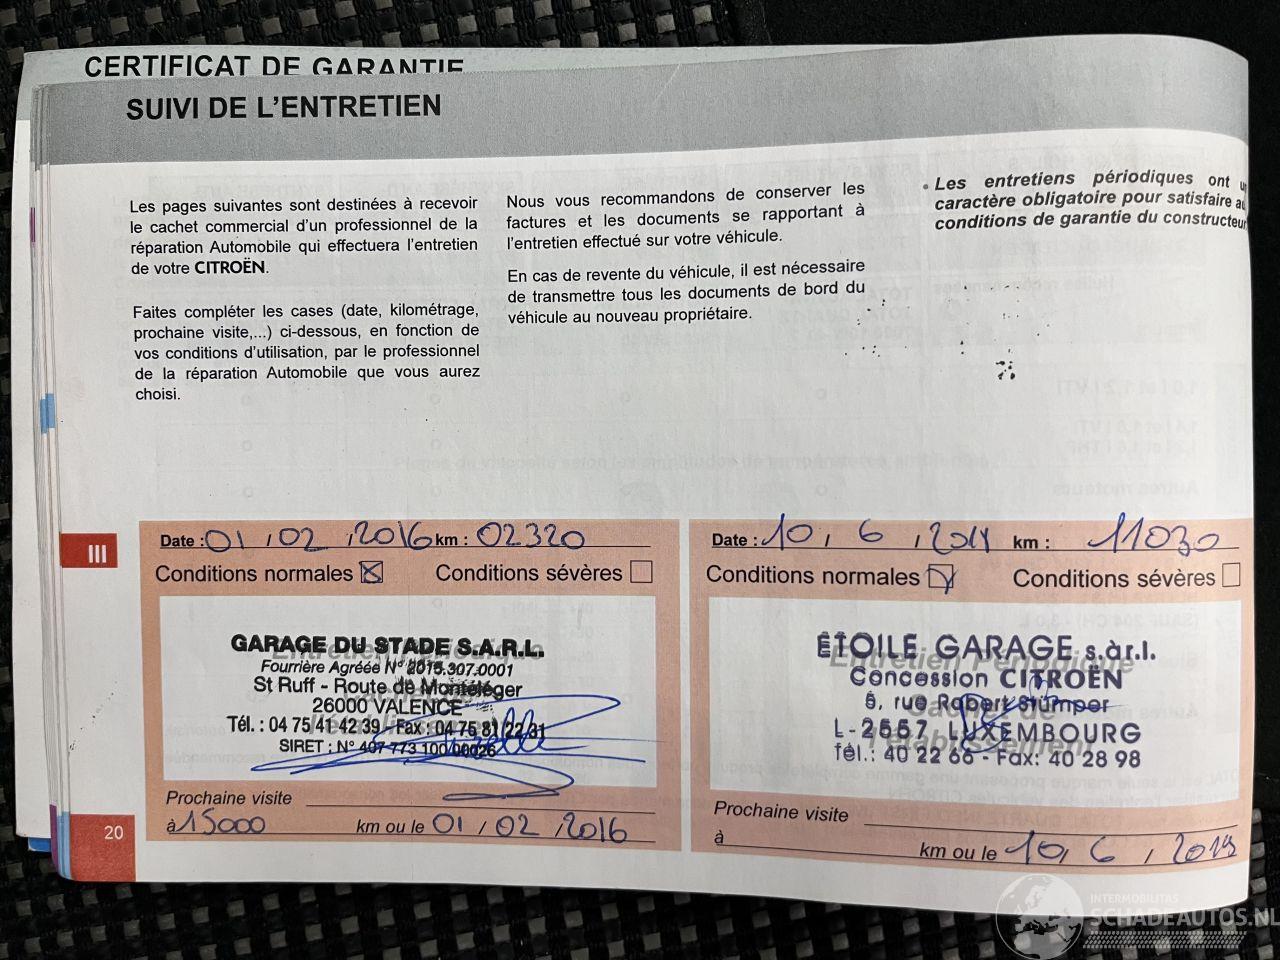 CERTIFICAT DE GARANTIE
SUIVI DE L'ENTRETIEN
Les pages suivantes sont destinées à recevoir
le cachet commercial d'un professionnel de la
réparation Automobile qui effectuera l'entretien
de votre CITROËN.
Faites compléter les cases (date, kilométrage,
prochaine visite,...) ci-dessous, en fonction de
vos conditions d'utilisation, par le professionnel
de la réparation Automobile que vous aurez
choisi.
Nous vous recommandons de conserver les
factures et les documents se rapportant à
l'entretien effectué sur votre véhicule.
En cas de revente du véhicule, il est nécessaire
de transmettre tous les documents de bord du
véhicule au nouveau propriétaire.
• Les entretiens périodiques ont
caractère obligatoire pour satisfaire
conditions de garantie du constructeur
III
Date : 01 / 02 / 2016 km : 02320
Conditions normales Conditions sévères
GARAGE DU STADE S.A.R.L.
Fourrière Agréée N° 2015.307.0001
St Ruff - Route de Montéléger
26000 VALENCE
Tél. : 04 75 41 42 39 - Fax : 04 75 81 22 31
SIRET : N° 407 773 100 00026
Prochaine visite
à 15000 km ou le 01 / 02 / 2016
Date : 10 / 6 / km : 11030
Conditions normales Conditions sévères
ÉTOILE GARAGE s.àr.l.
Concession CITROËN
5, rue Robert Stümper
L-2557 LUXEMBOURG
Tél.: 40 22 66 - Fax: 40 28 98
Entretien Périodique
Cachet de
l'établissement
Prochaine visite
à km ou le 10 / 6 / 2019
20
INTERMOBILITAS
SCHADEAUTOS.NL